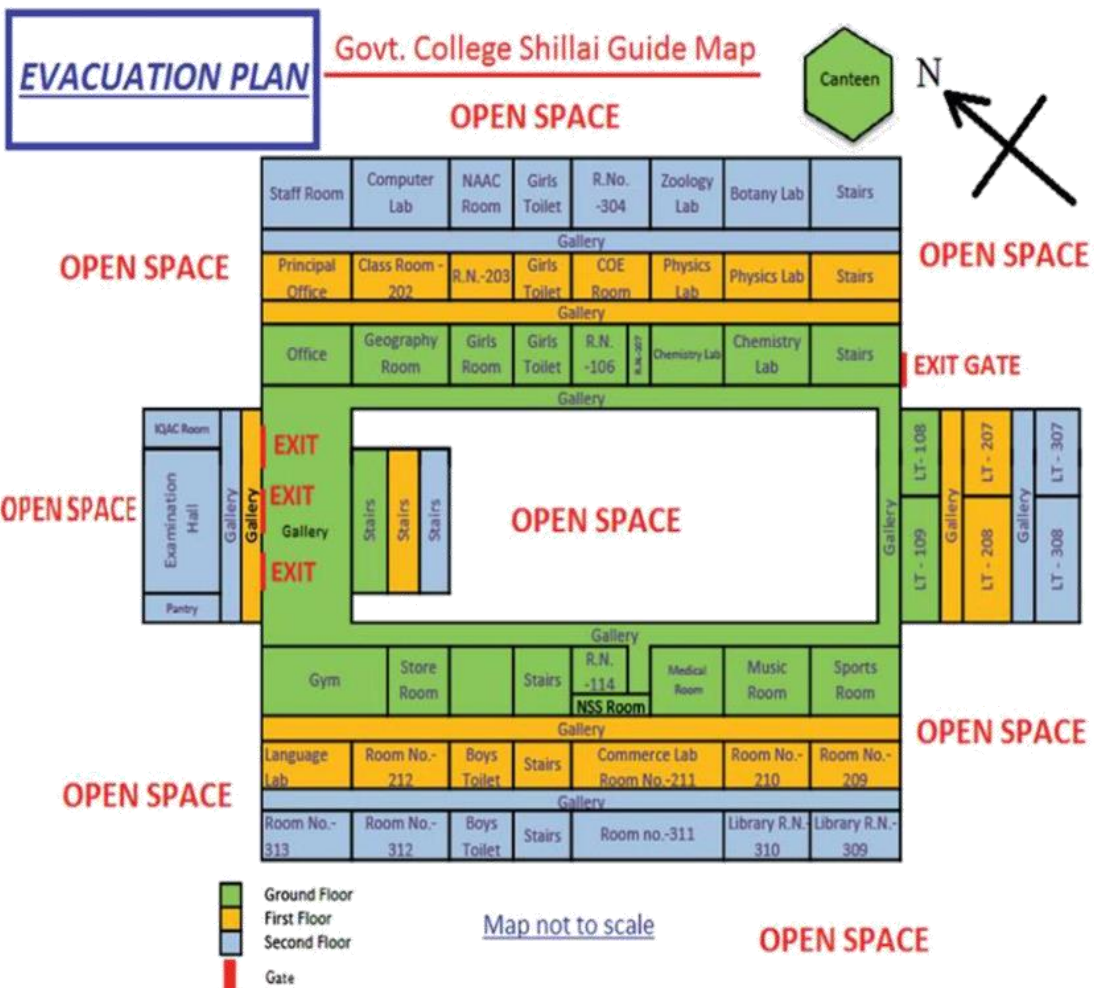 EVACUATION PLAN
Govt. College Shillai Guide Map
Canteen
N
OPEN SPACE
Staff Room
Computer
Lab
NAAC
Room
Girls
Toilet
R.No.
-304
Zoology
Lab
Botany Lab
Stairs
Gallery
OPEN SPACE
OPEN SPACE
Principal
Office
Class Room -
202
R.N.-203
Girls
Toilet
COE
Room
Physics
Lab
Physics Lab
Stairs
Gallery
Office
Geography
Room
Girls
Room
Girls
Toilet
R.N.
-106
R.N.-107
Chemistry Lab
Chemistry
Lab
Stairs
EXIT GATE
Gallery
IQAC Room
Examination
Hall
Pantry
Gallery
Gallery
EXIT
EXIT
Gallery
EXIT
Stairs
Stairs
Stairs
OPEN SPACE
OPEN SPACE
Gallery
LT - 108
LT - 109
Gallery
LT - 207
LT - 208
Gallery
LT - 307
LT - 308
Gallery
Gym
Store
Room
Stairs
R.N.
-114
NSS Room
Medical
Room
Music
Room
Sports
Room
Gallery
OPEN SPACE
Language
Lab
Room No.-
212
Boys
Toilet
Stairs
Commerce Lab
Room No.-211
Room No.-
210
Room No.-
209
OPEN SPACE
Gallery
Room No.-
313
Room No.-
312
Boys
Toilet
Stairs
Room no.-311
Library R.N.-
310
Library R.N.-
309
Ground Floor
First Floor
Second Floor
Gate
Map not to scale
OPEN SPACE